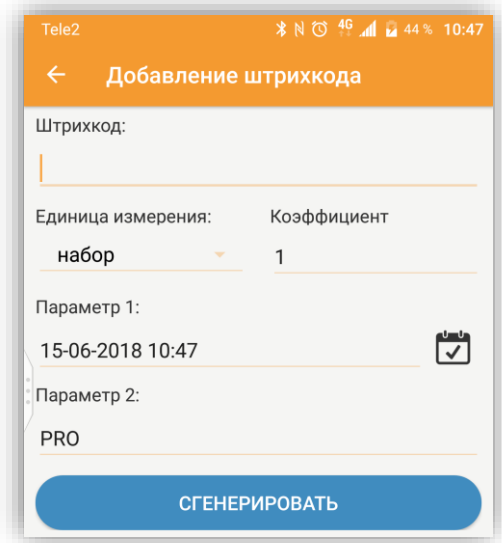 Tele2 4G 44 % 10:47
Добавление штрихкода
Штрихкод:
Единица измерения: Коэффициент
набор 1
Параметр 1:
15-06-2018 10:47
Параметр 2:
PRO
СГЕНЕРИРОВАТЬ